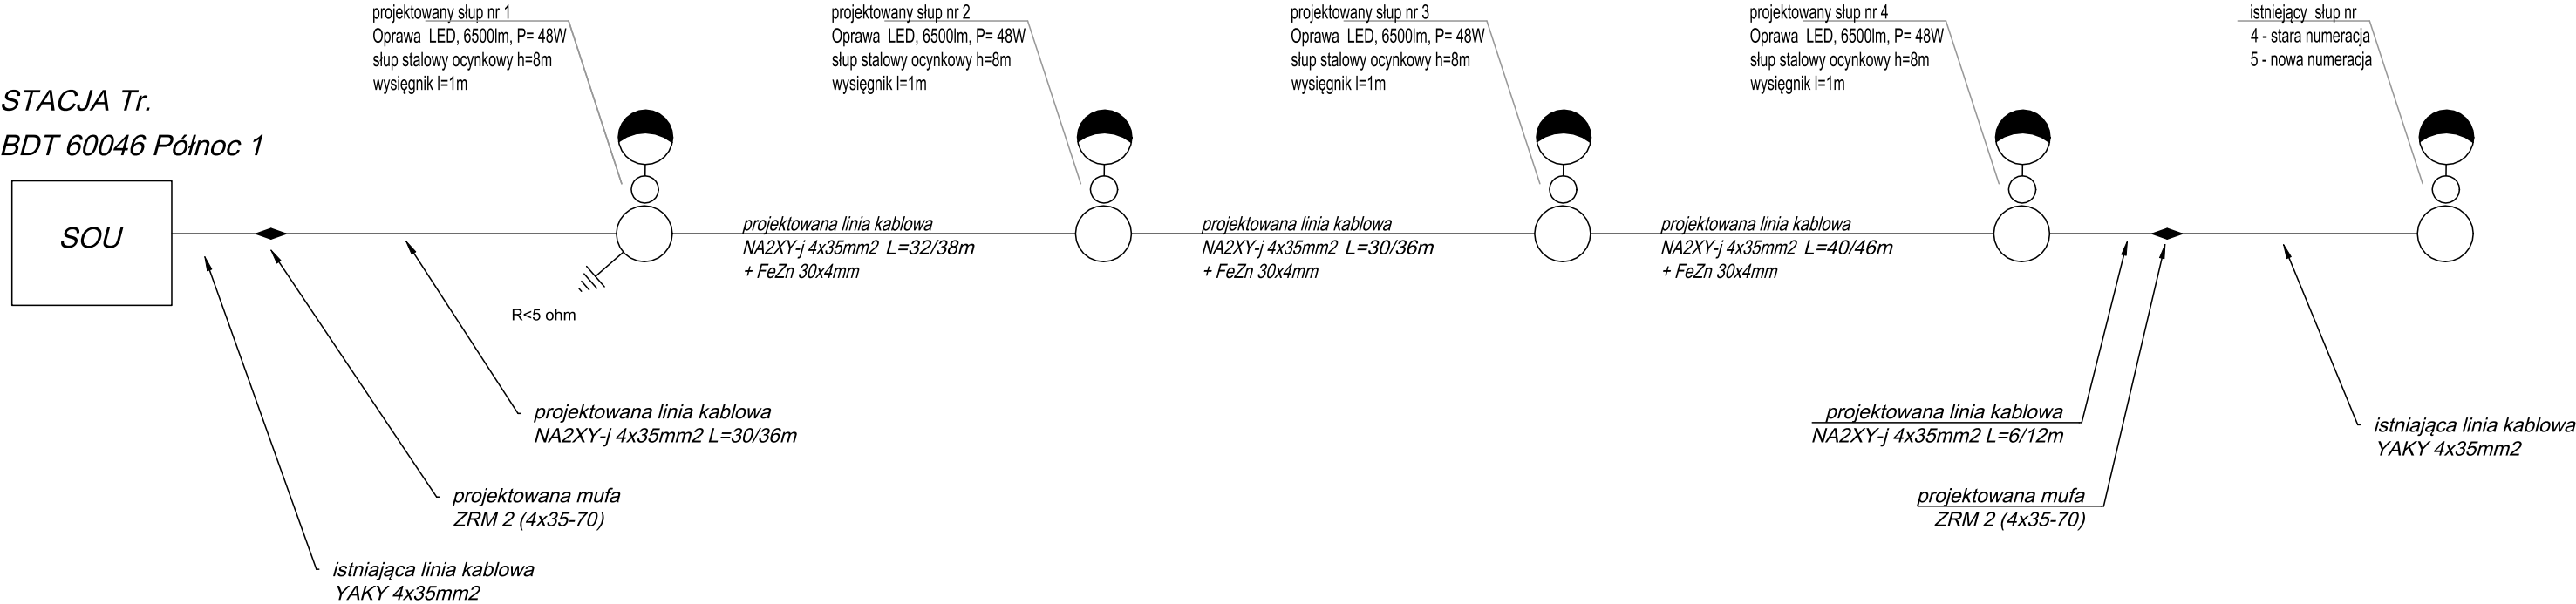 projektowany słup nr 1
Oprawa LED, 6500lm, P= 48W
słup stalowy ocynkowy h=8m
wysięgnik l=1m
projektowany słup nr 2
Oprawa LED, 6500lm, P= 48W
słup stalowy ocynkowy h=8m
wysięgnik l=1m
projektowany słup nr 3
Oprawa LED, 6500lm, P= 48W
słup stalowy ocynkowy h=8m
wysięgnik l=1m
projektowany słup nr 4
Oprawa LED, 6500lm, P= 48W
słup stalowy ocynkowy h=8m
wysięgnik l=1m
istniejący słup nr
4 - stara numeracja
5 - nowa numeracja
STACJA Tr.
BDT 60046 Północ 1
SOU
projektowana linia kablowa
NA2XY-j 4x35mm2 L=32/38m
+ FeZn 30x4mm
projektowana linia kablowa
NA2XY-j 4x35mm2 L=30/36m
+ FeZn 30x4mm
projektowana linia kablowa
NA2XY-j 4x35mm2 L=40/46m
+ FeZn 30x4mm
R<5 ohm
projektowana linia kablowa
NA2XY-j 4x35mm2 L=30/36m
projektowana mufa
ZRM 2 (4x35-70)
istniająca linia kablowa
YAKY 4x35mm2
projektowana linia kablowa
NA2XY-j 4x35mm2 L=6/12m
projektowana mufa
ZRM 2 (4x35-70)
istniająca linia kablowa
YAKY 4x35mm2